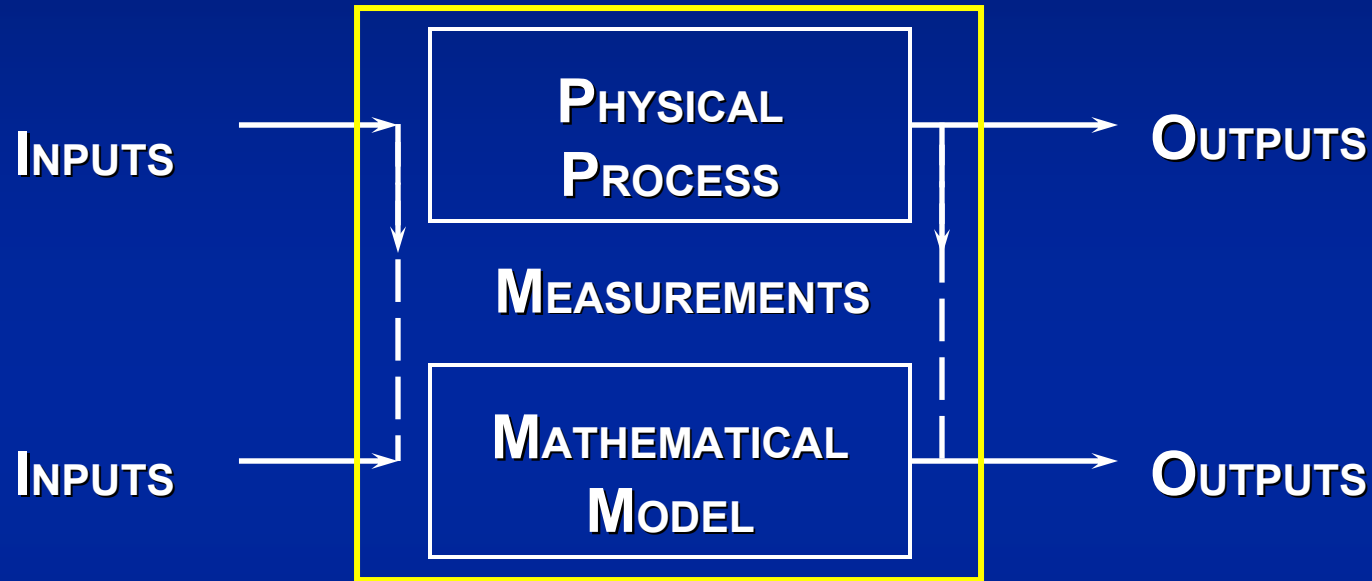 PHYSICAL
PROCESS
INPUTS
OUTPUTS
MEASUREMENTS
MATHEMATICAL
MODEL
INPUTS
OUTPUTS